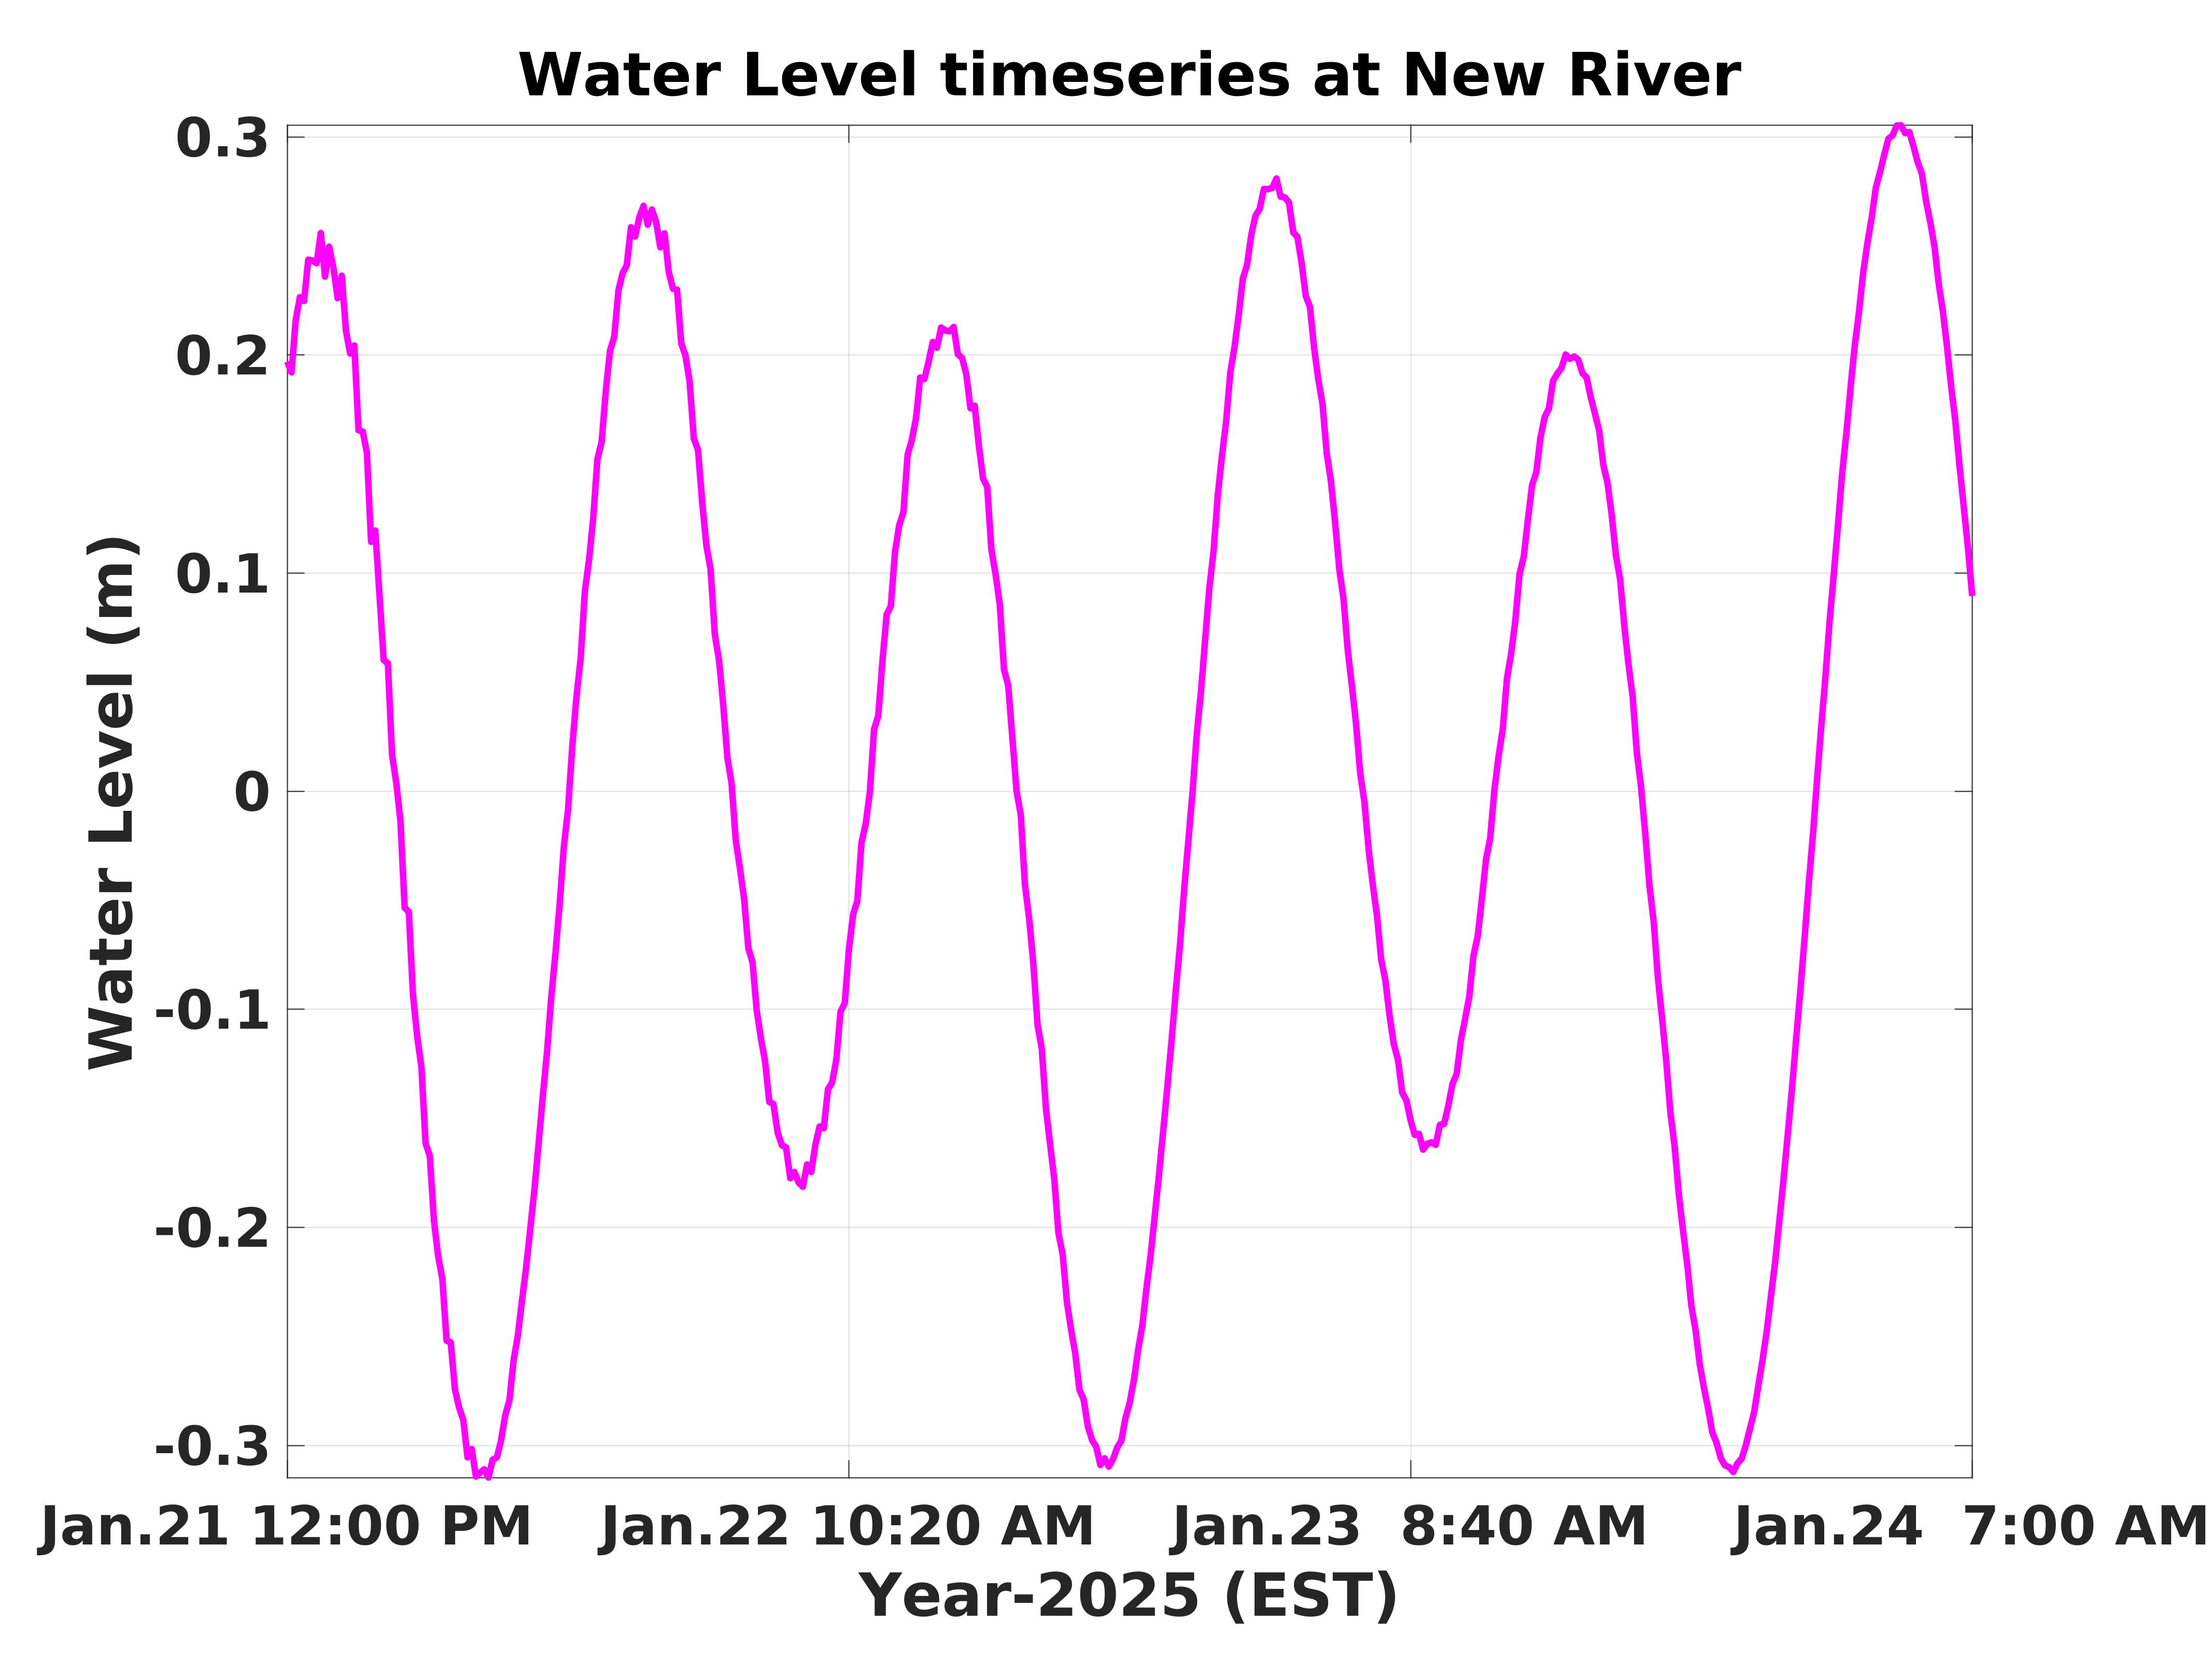 Water Level timeseries at New River
0.3
0.2
0.1
0
-0.1
-0.2
-0.3
Water Level (m)
Jan.21 12:00 PM Jan.22 10:20 AM Jan.23  8:40 AM Jan.24  7:00 AM
Year-2025 (EST)